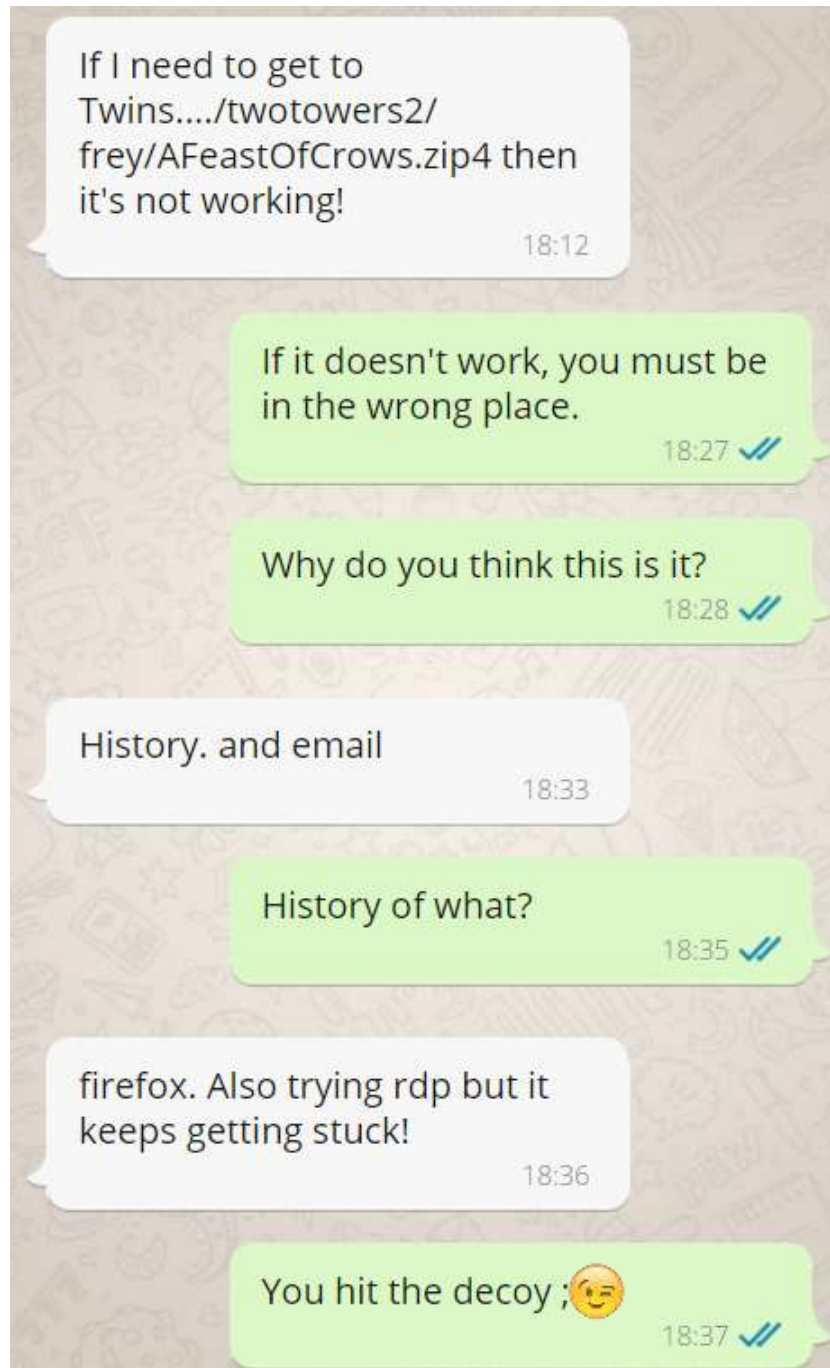 If I need to get to
Twins..../twotowers2/
frey/AFeastOfCrows.zip4 then
it's not working!
18:12
If it doesn't work, you must be
in the wrong place.
18:27
Why do you think this is it?
18:28
History. and email
18:33
History of what?
18:35
firefox. Also trying rdp but it
keeps getting stuck!
18:36
You hit the decoy ;😉
18:37